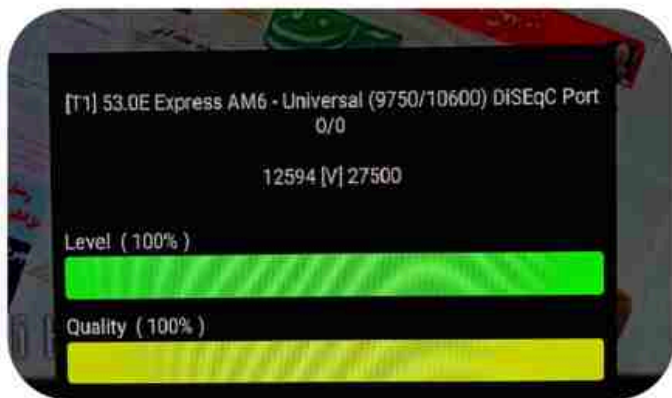 [T1] 53.0E Express AM6 - Universal (9750/10600) DiSEqC Port
0/0
12594 [V] 27500
Level ( 100% )
Quality ( 100% )